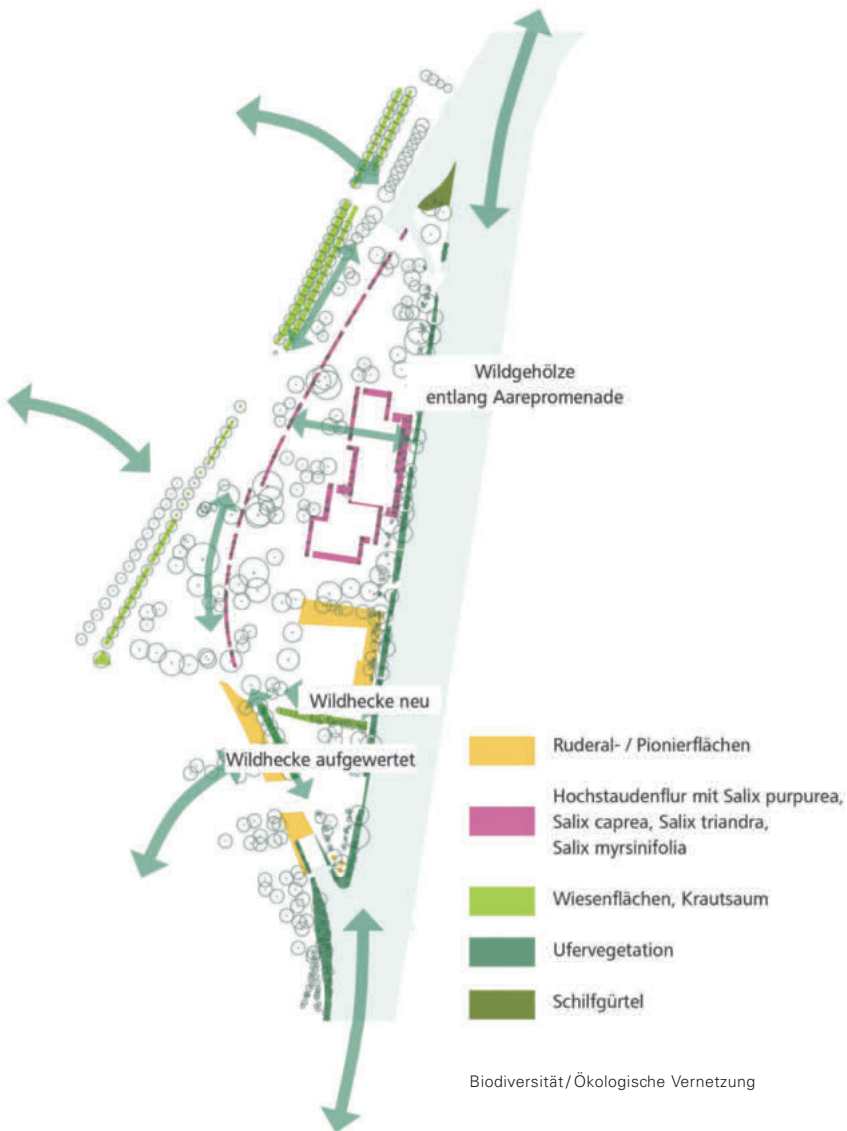 Wildgehölze
entlang Aarepromenade
Wildhecke neu
Wildhecke aufgewertet
Ruderal- / Pionierflächen
Hochstaudenflur mit Salix purpurea,
Salix caprea, Salix triandra,
Salix myrsinifolia
Wiesenflächen, Krautsaum
Ufervegetation
Schilfgürtel
Biodiversität / Ökologische Vernetzung